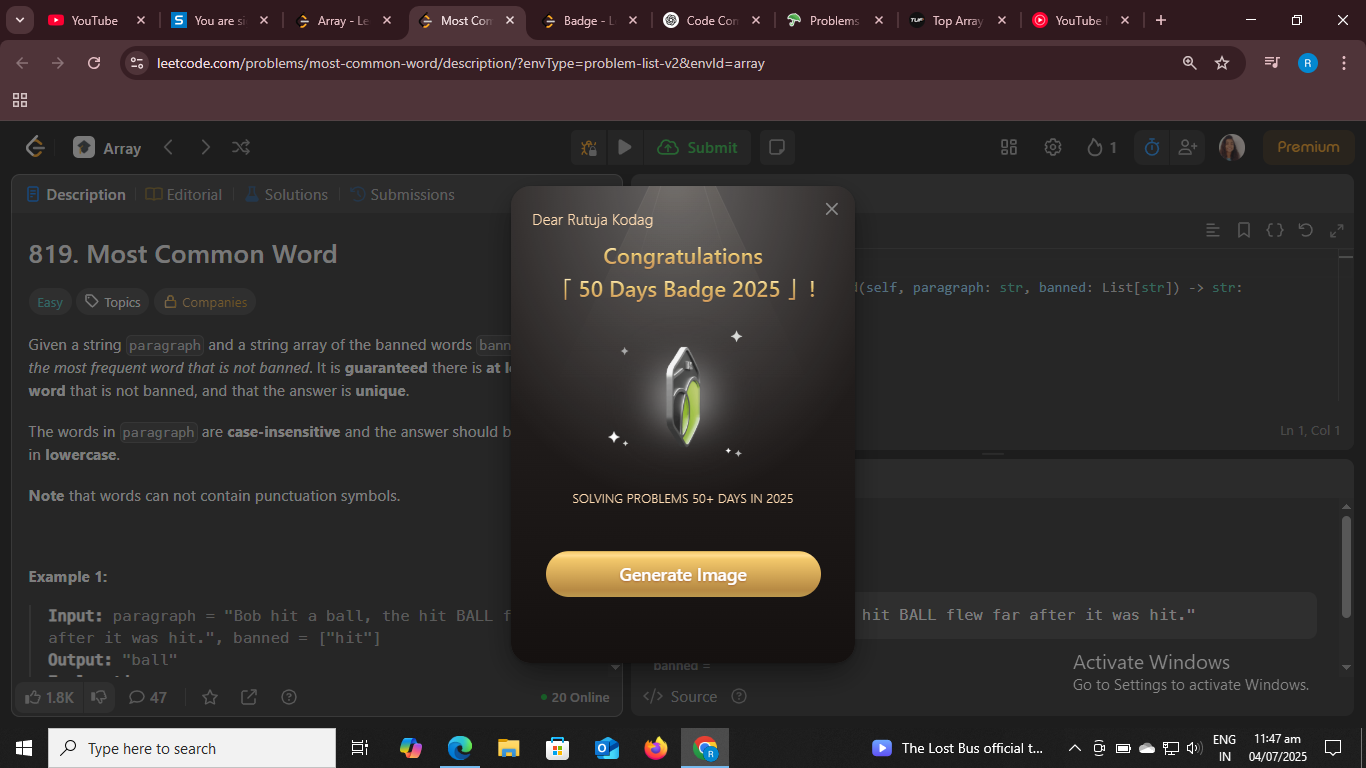 YouTube
You are si
Array - Le
Most Con
Badge - L
Code Con
Problems
Top Array
YouTube
leetcode.com/problems/most-common-word/description/?envType=problem-list-v2&envId=array
R
Array
Submit
1
Premium
Description
Editorial
Solutions
Submissions
819. Most Common Word
Easy
Topics
Companies
Given a string paragraph and a string array of the banned words bann
the most frequent word that is not banned. It is guaranteed there is at l
word that is not banned, and that the answer is unique.
The words in paragraph are case-insensitive and the answer should b
in lowercase.
Note that words can not contain punctuation symbols.
Example 1:
Input: paragraph = "Bob hit a ball, the hit BALL f
after it was hit.", banned = ["hit"]
Output: "ball"
1.8K
47
20 Online
Dear Rutuja Kodag
Congratulations
「 50 Days Badge 2025 」 !
SOLVING PROBLEMS 50+ DAYS IN 2025
Generate Image
(self, paragraph: str, banned: List[str]) -> str:
Ln 1, Col 1
hit BALL flew far after it was hit."
banned =
Source
Activate Windows
Go to Settings to activate Windows.
Type here to search
The Lost Bus official t...
ENG
IN
11:47 am
04/07/2025